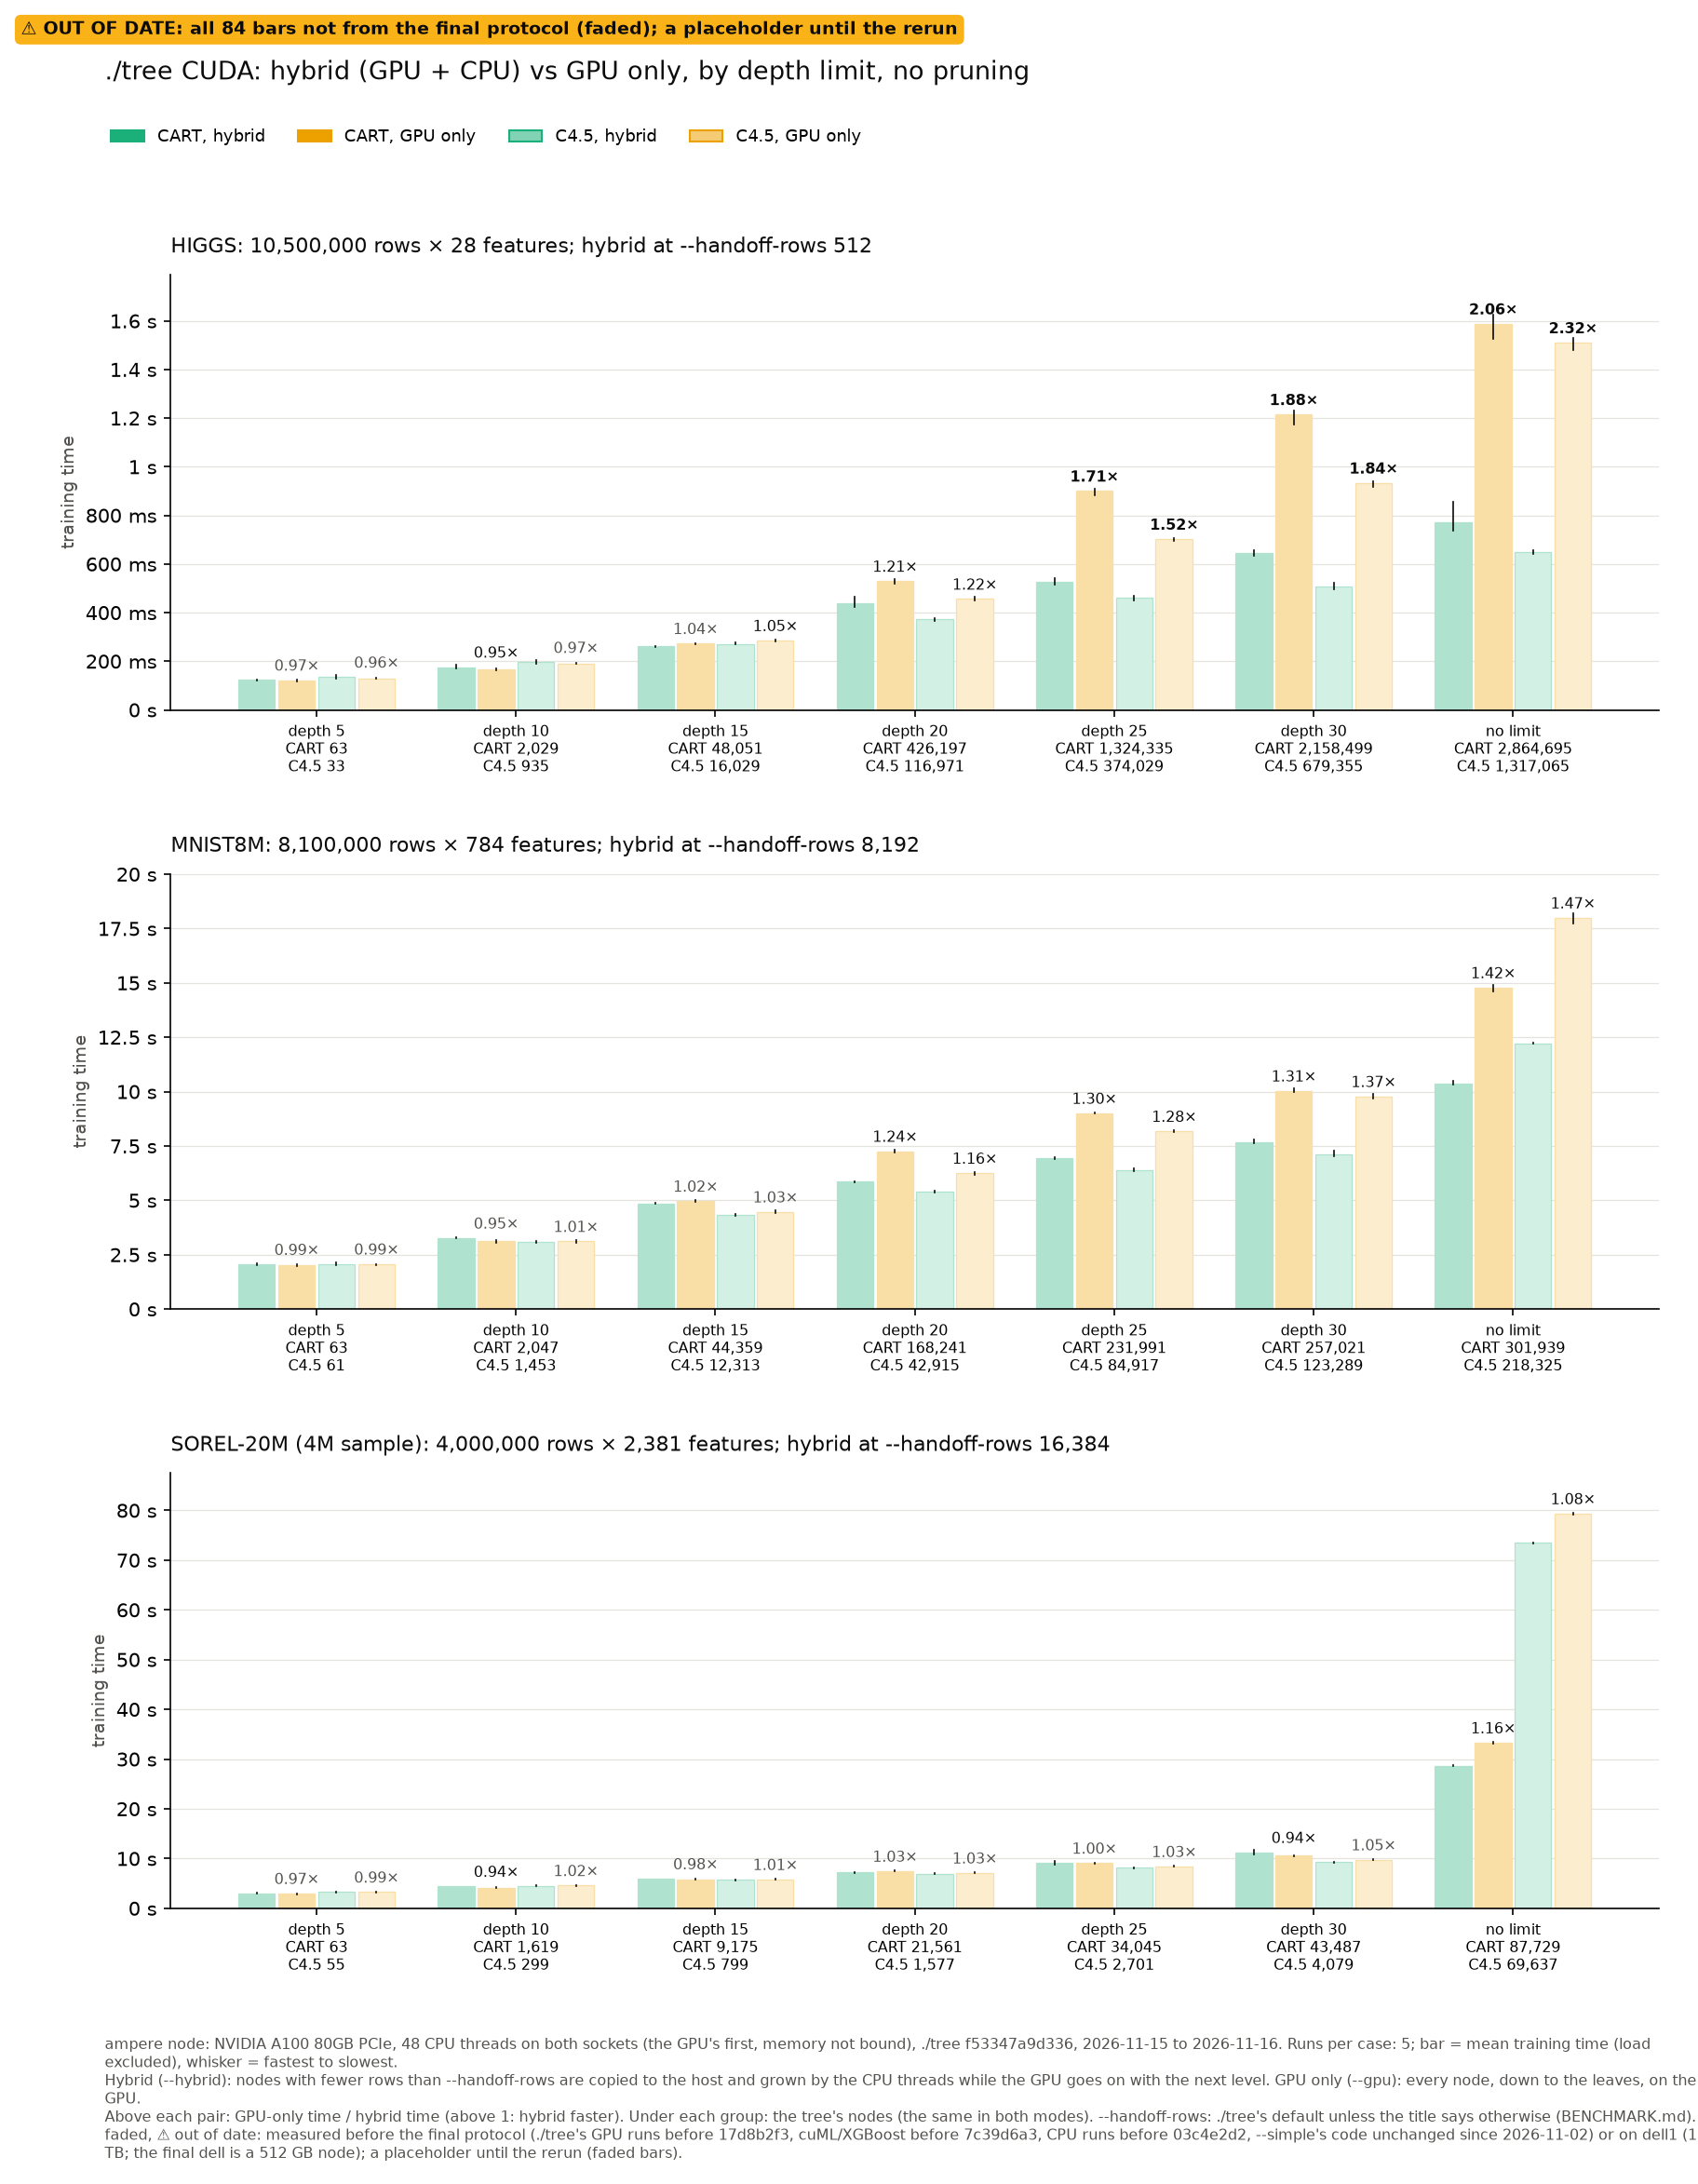 ⚠ OUT OF DATE: all 84 bars not from the final protocol (faded); a placeholder until the rerun
./tree CUDA: hybrid (GPU + CPU) vs GPU only, by depth limit, no pruning
CART, hybrid CART, GPU only C4.5, hybrid C4.5, GPU only
HIGGS: 10,500,000 rows × 28 features; hybrid at --handoff-rows 512
training time
1.6 s
1.4 s
1.2 s
1 s
800 ms
600 ms
400 ms
200 ms
0 s
0.97× 0.96× 0.95× 0.97× 1.04× 1.05× 1.21× 1.22× 1.71× 1.52× 1.88× 1.84× 2.06× 2.32×
depth 5 depth 10 depth 15 depth 20 depth 25 depth 30 no limit
CART 63 CART 2,029 CART 48,051 CART 426,197 CART 1,324,335 CART 2,158,499 CART 2,864,695
C4.5 33 C4.5 935 C4.5 16,029 C4.5 116,971 C4.5 374,029 C4.5 679,355 C4.5 1,317,065
MNIST8M: 8,100,000 rows × 784 features; hybrid at --handoff-rows 8,192
training time
20 s
17.5 s
15 s
12.5 s
10 s
7.5 s
5 s
2.5 s
0 s
0.99× 0.99× 0.95× 1.01× 1.02× 1.03× 1.24× 1.16× 1.30× 1.28× 1.31× 1.37× 1.42× 1.47×
depth 5 depth 10 depth 15 depth 20 depth 25 depth 30 no limit
CART 63 CART 2,047 CART 44,359 CART 168,241 CART 231,991 CART 257,021 CART 301,939
C4.5 61 C4.5 1,453 C4.5 12,313 C4.5 42,915 C4.5 84,917 C4.5 123,289 C4.5 218,325
SOREL-20M (4M sample): 4,000,000 rows × 2,381 features; hybrid at --handoff-rows 16,384
training time
80 s
70 s
60 s
50 s
40 s
30 s
20 s
10 s
0 s
0.97× 0.99× 0.94× 1.02× 0.98× 1.01× 1.03× 1.03× 1.00× 1.03× 0.94× 1.05× 1.16× 1.08×
depth 5 depth 10 depth 15 depth 20 depth 25 depth 30 no limit
CART 63 CART 1,619 CART 9,175 CART 21,561 CART 34,045 CART 43,487 CART 87,729
C4.5 55 C4.5 299 C4.5 799 C4.5 1,577 C4.5 2,701 C4.5 4,079 C4.5 69,637
ampere node: NVIDIA A100 80GB PCIe, 48 CPU threads on both sockets (the GPU's first, memory not bound), ./tree f53347a9d336, 2026-11-15 to 2026-11-16. Runs per case: 5; bar = mean training time (load
excluded), whisker = fastest to slowest.
Hybrid (--hybrid): nodes with fewer rows than --handoff-rows are copied to the host and grown by the CPU threads while the GPU goes on with the next level. GPU only (--gpu): every node, down to the leaves, on the
GPU.
Above each pair: GPU-only time / hybrid time (above 1: hybrid faster). Under each group: the tree's nodes (the same in both modes). --handoff-rows: ./tree's default unless the title says otherwise (BENCHMARK.md).
faded, ⚠ out of date: measured before the final protocol (./tree's GPU runs before 17d8b2f3, cuML/XGBoost before 7c39d6a3, CPU runs before 03c4e2d2, --simple's code unchanged since 2026-11-02) or on dell1 (1
TB; the final dell is a 512 GB node); a placeholder until the rerun (faded bars).